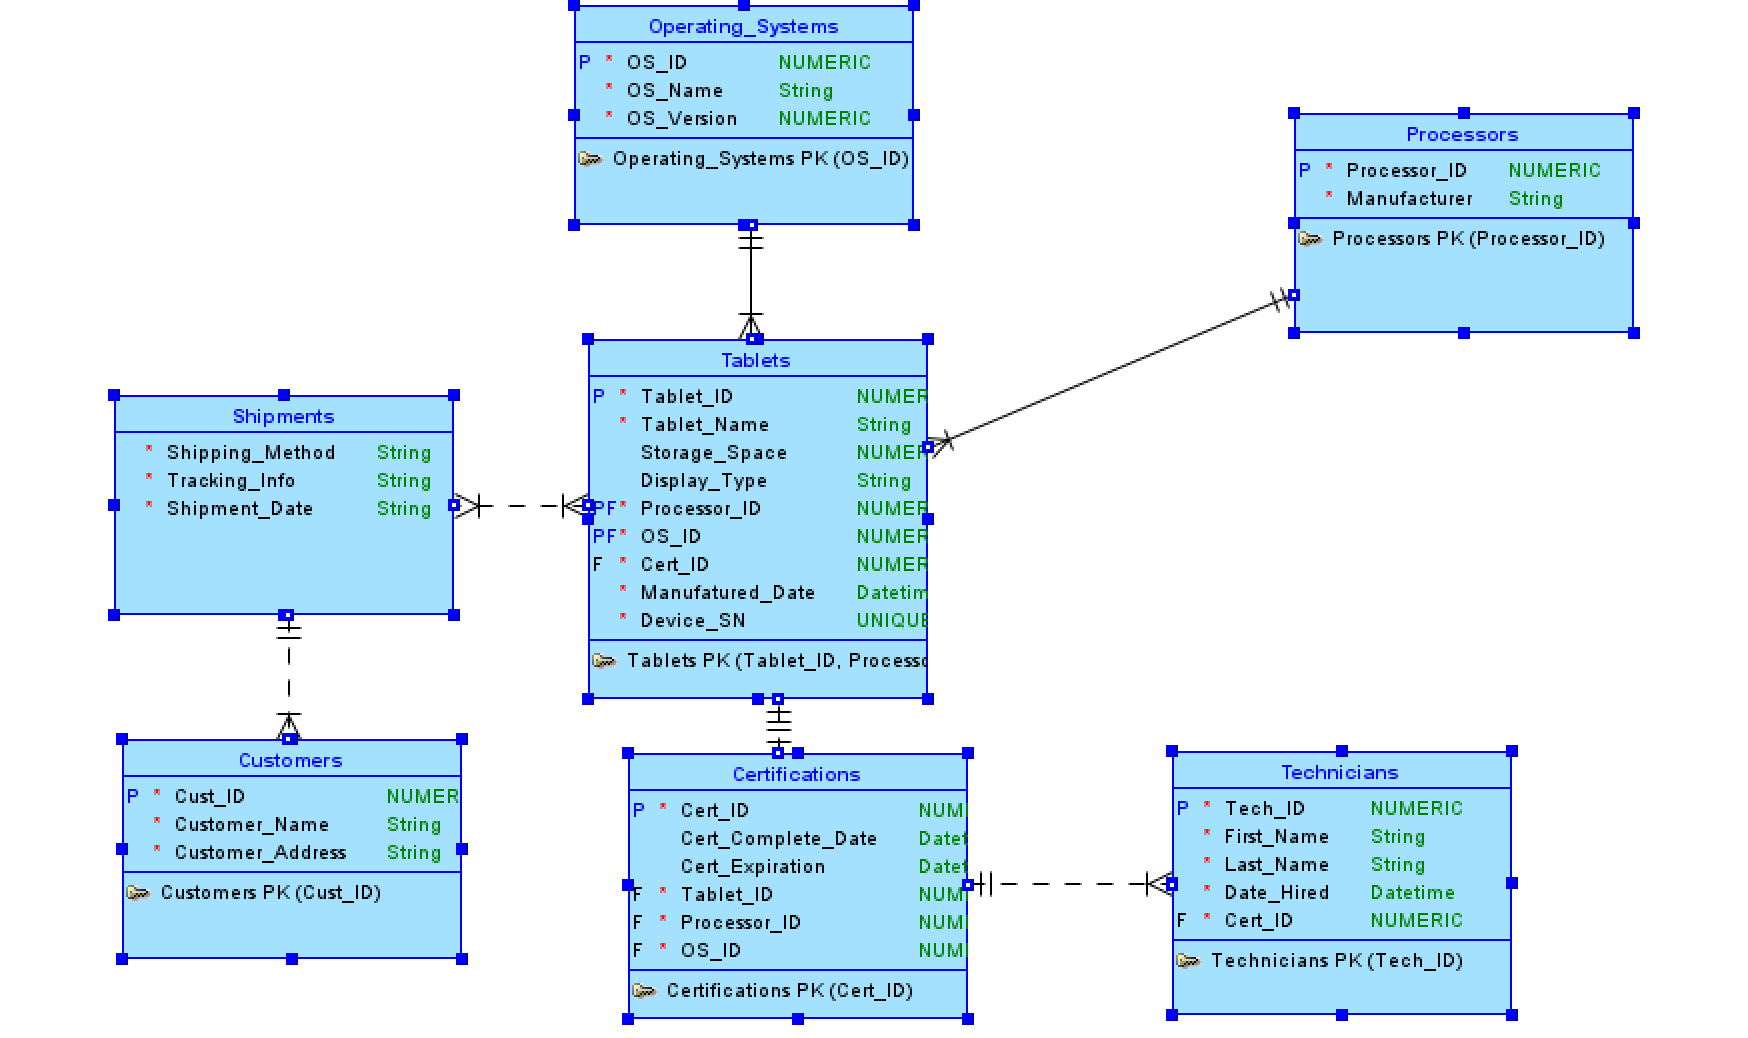 Operating_Systems
P * OS_ID NUMERIC
* OS_Name String
* OS_Version NUMERIC
Operating_Systems PK (OS_ID)
Processors
P * Processor_ID NUMERIC
* Manufacturer String
Processors PK (Processor_ID)
Tablets
P * Tablet_ID NUMER
* Tablet_Name String
Storage_Space NUMER
Display_Type String
PF * Processor_ID NUMER
PF * OS_ID NUMER
F * Cert_ID NUMER
* Manufatured_Date Datetim
* Device_SN UNIQUE
Tablets PK (Tablet_ID, Processo
Shipments
* Shipping_Method String
* Tracking_Info String
* Shipment_Date String
Customers
P * Cust_ID NUMER
* Customer_Name String
* Customer_Address String
Customers PK (Cust_ID)
Certifications
P * Cert_ID NUM
Cert_Complete_Date Datet
Cert_Expiration Datet
F * Tablet_ID NUM
F * Processor_ID NUM
F * OS_ID NUM
Certifications PK (Cert_ID)
Technicians
P * Tech_ID NUMERIC
* First_Name String
* Last_Name String
* Date_Hired Datetime
F * Cert_ID NUMERIC
Technicians PK (Tech_ID)